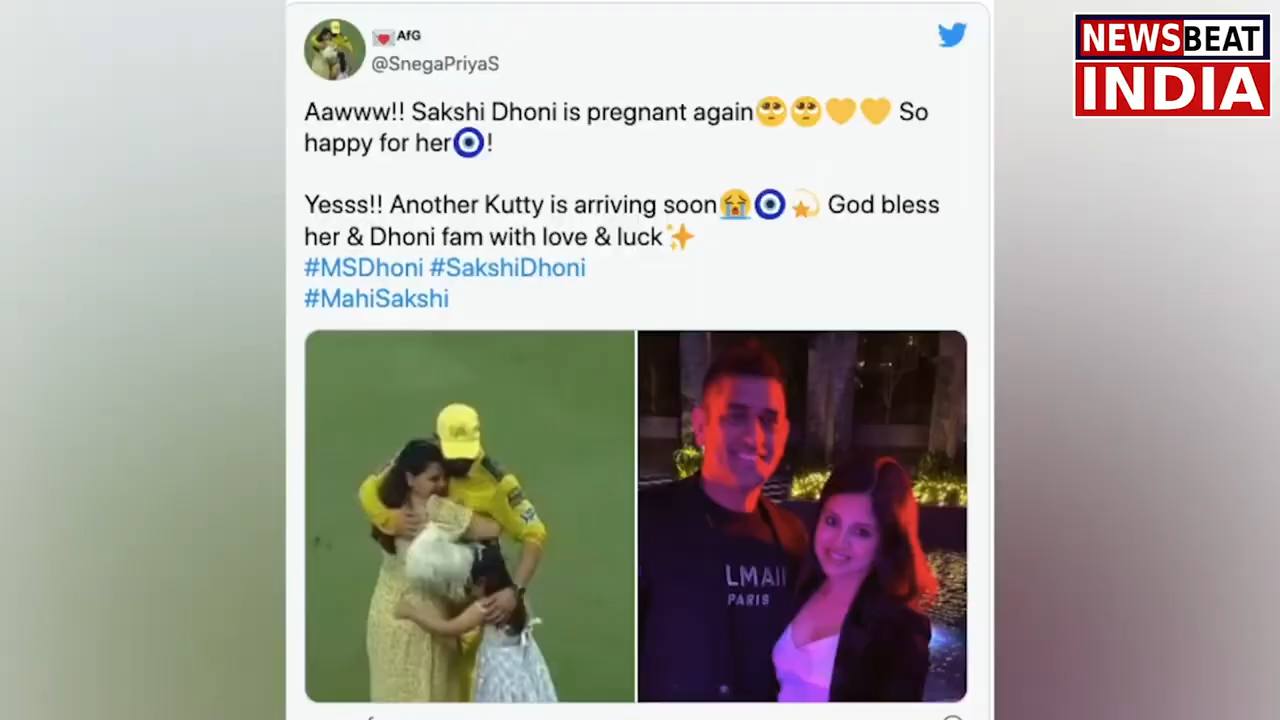 AfG
@SnegaPriyaS
NEWSBEAT
INDIA
Aawww!! Sakshi Dhoni is pregnant again🥺🥺💛💛 So
happy for her🧿!
Yesss!! Another Kutty is arriving soon😭🧿💫 God bless
her & Dhoni fam with love & luck✨
#MSDhoni #SakshiDhoni
#MahiSakshi
LMAII
PARIS